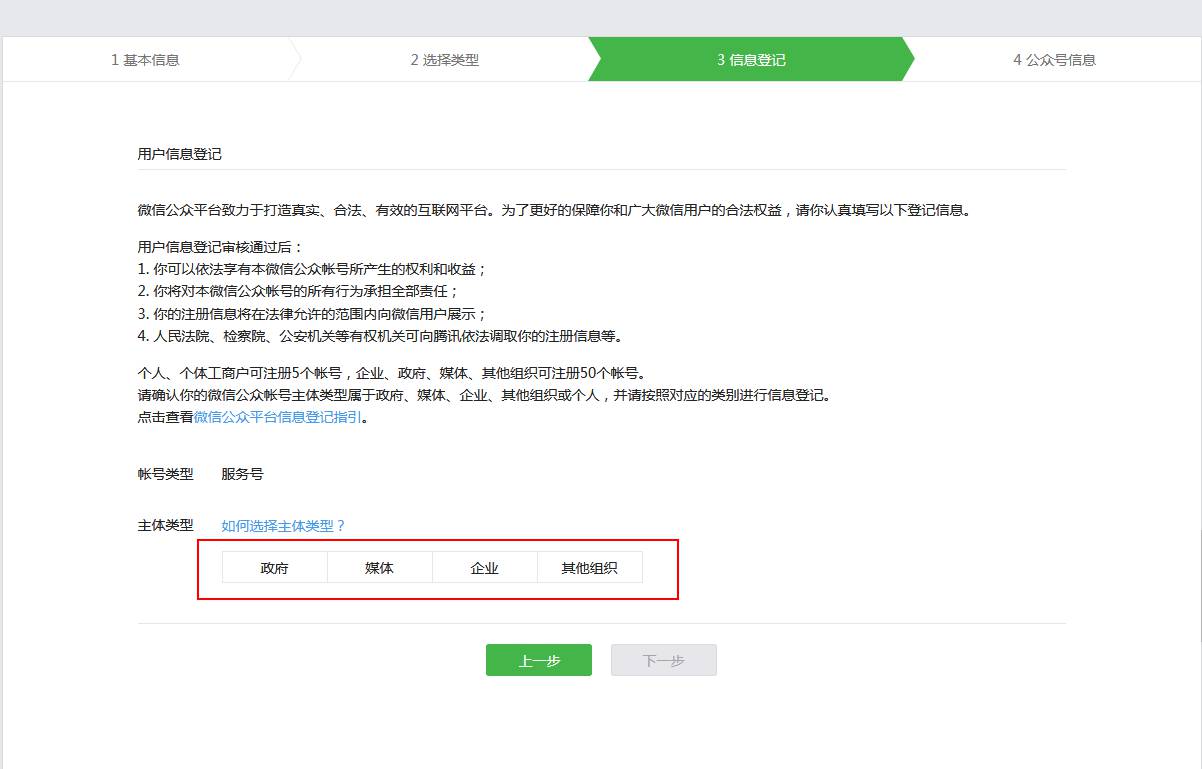 1 基本信息
2 选择类型
3 信息登记
4 公众号信息
用户信息登记
微信公众平台致力于打造真实、合法、有效的互联网平台。为了更好的保障你和广大微信用户的合法权益，请你认真填写以下登记信息。
用户信息登记审核通过后：
1. 你可以依法享有本微信公众帐号所产生的权利和收益；
2. 你将对本微信公众帐号的所有行为承担全部责任；
3. 你的注册信息将在法律允许的范围内向微信用户展示；
4. 人民法院、检察院、公安机关等有权机关可向腾讯依法调取你的注册信息等。
个人、个体工商户可注册5个帐号，企业、政府、媒体、其他组织可注册50个帐号。
请确认你的微信公众帐号主体类型属于政府、媒体、企业、其他组织或个人，并请按照对应的类别进行信息登记。
点击查看微信公众平台信息登记指引。
帐号类型 服务号
主体类型 如何选择主体类型？
政府 媒体 企业 其他组织
上一步 下一步